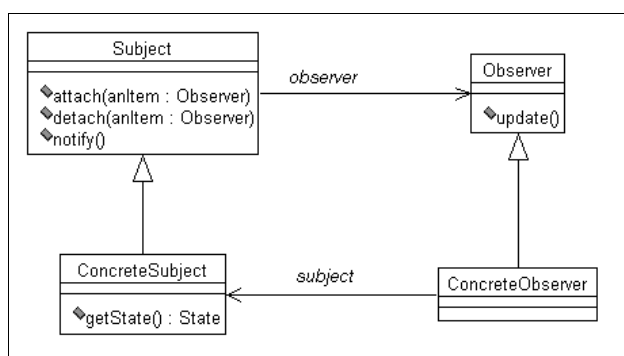 Subject
attach(anItem : Observer)
detach(anItem : Observer)
notify()
observer
Observer
update()
ConcreteSubject
getState() : State
subject
ConcreteObserver